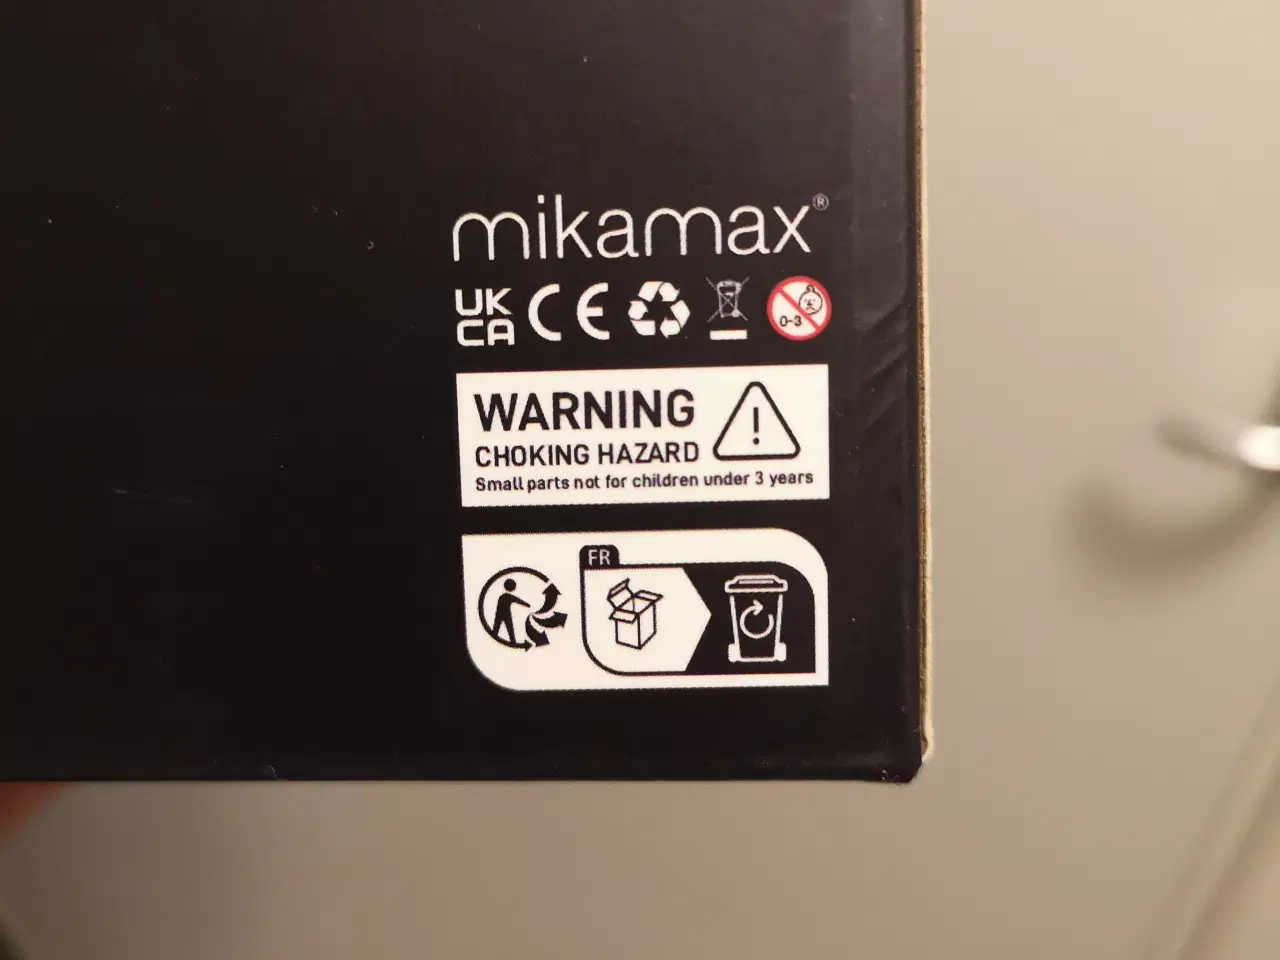 mikamax®
UK
CA CE 0-3
WARNING
CHOKING HAZARD
Small parts not for children under 3 years
FR